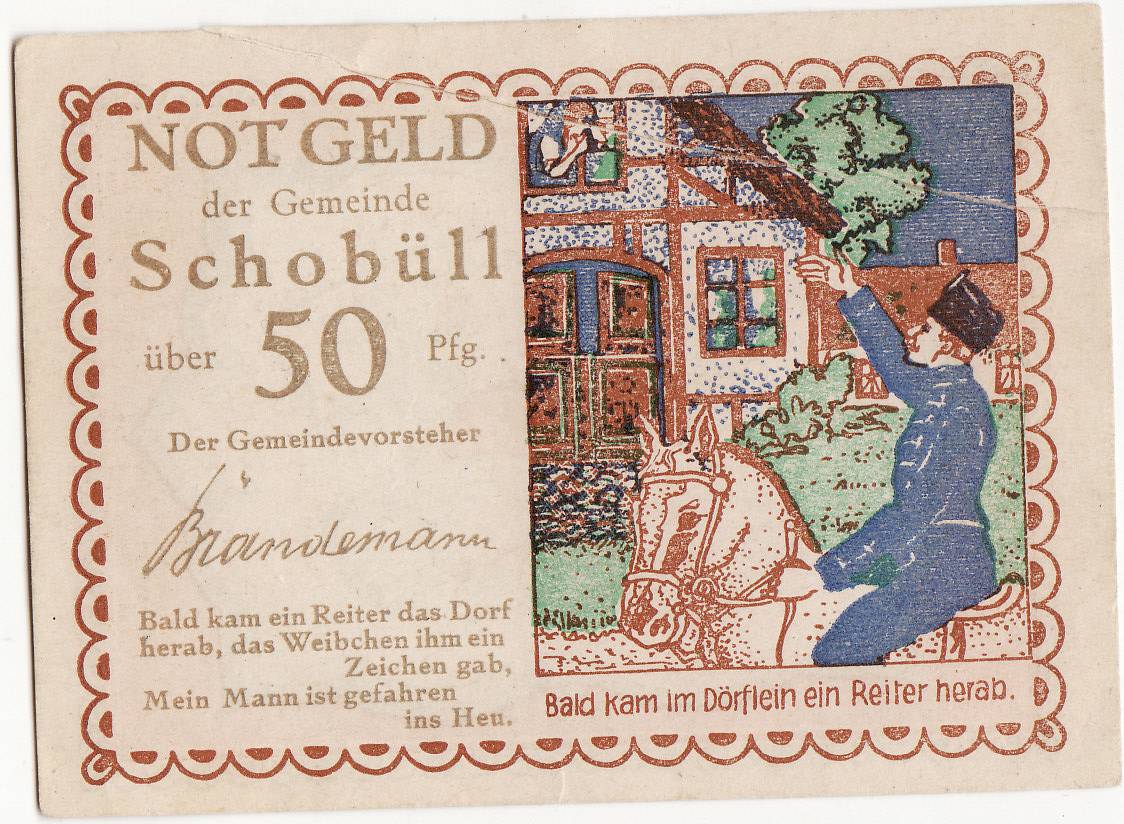 NOTGELD
der Gemeinde
Schobüll
über 50 Pfg.
Der Gemeindevorsteher
Brandemann
Bald kam ein Reiter das Dorf
herab, das Weibchen ihm ein
Zeichen gab,
Mein Mann ist gefahren
ins Heu.
Bald kam im Dörflein ein Reiter herab.